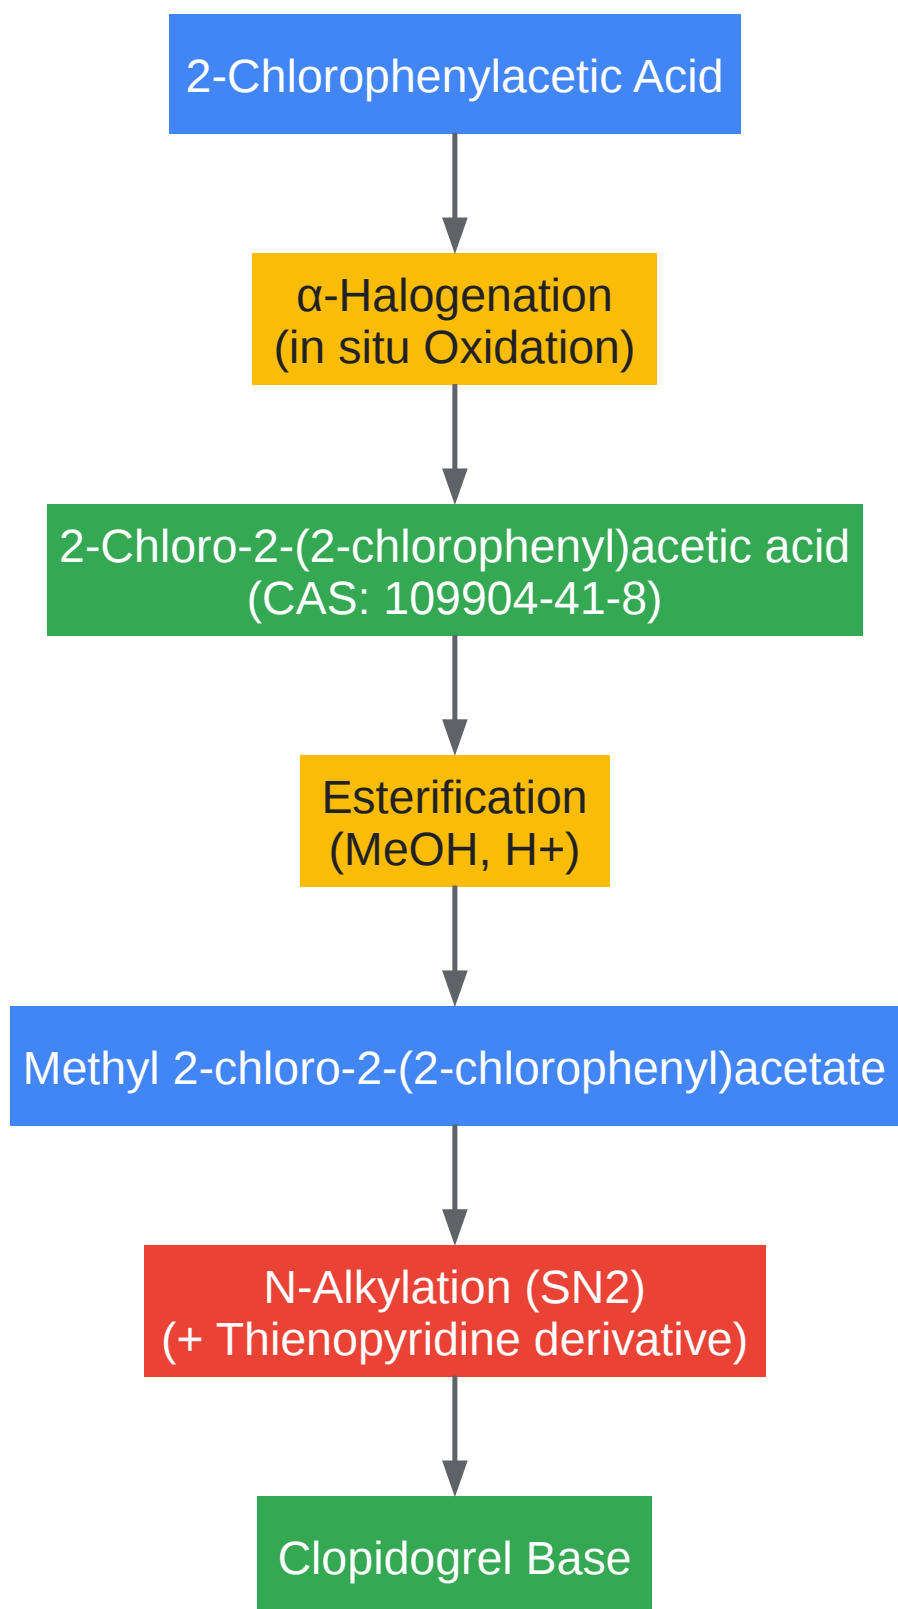 2-Chlorophenylacetic Acid
α-Halogenation
(in situ Oxidation)
2-Chloro-2-(2-chlorophenyl)acetic acid
(CAS: 109904-41-8)
Esterification
(MeOH, H+)
Methyl 2-chloro-2-(2-chlorophenyl)acetate
N-Alkylation (SN2)
(+ Thienopyridine derivative)
Clopidogrel Base